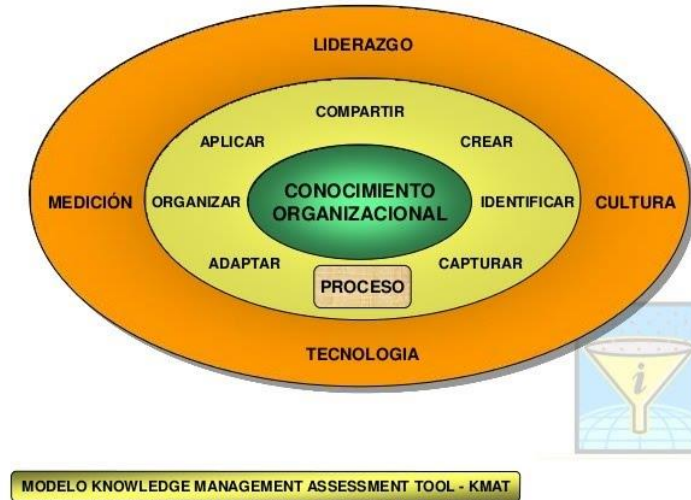 LIDERAZGO
COMPARTIR
APLICAR
CREAR
MEDICIÓN
ORGANIZAR
CONOCIMIENTO
ORGANIZACIONAL
IDENTIFICAR
CULTURA
ADAPTAR
CAPTURAR
PROCESO
TECNOLOGIA
i
MODELO KNOWLEDGE MANAGEMENT ASSESSMENT TOOL - KMAT